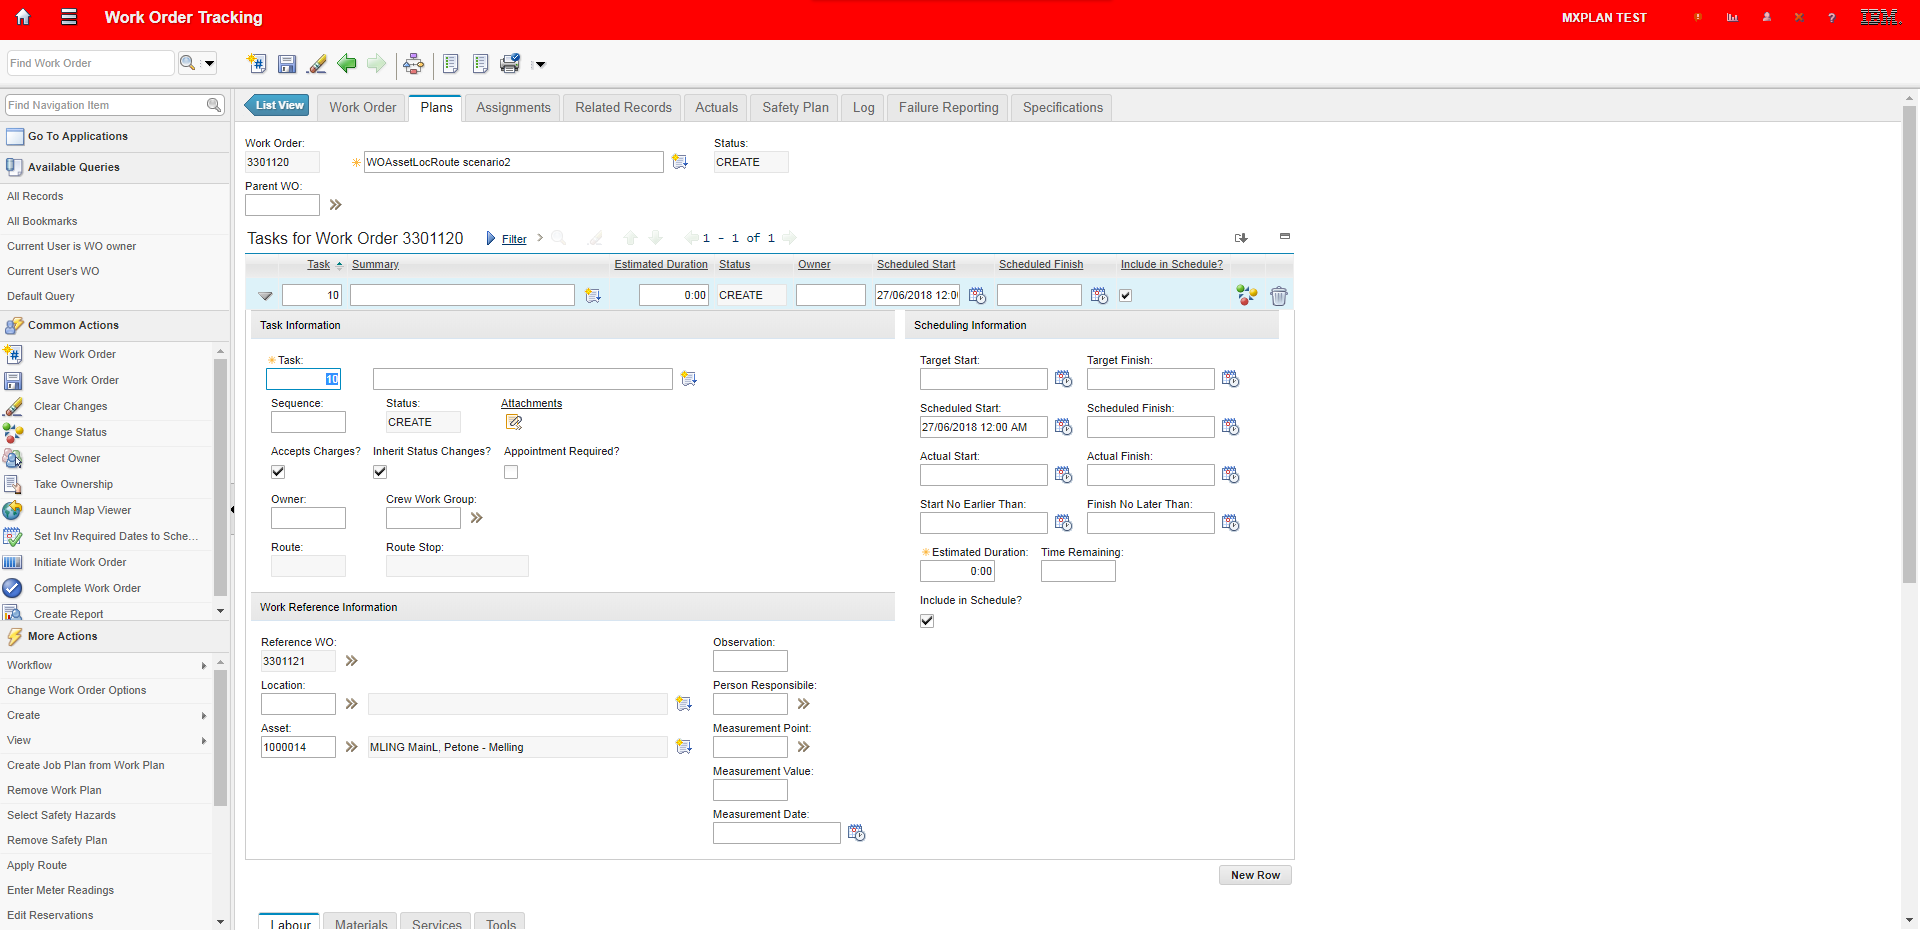 Work Order Tracking
MXPLAN TEST
?
IBM
Find Work Order
Find Navigation Item
Go To Applications
Available Queries
All Records
All Bookmarks
Current User is WO owner
Current User's WO
Default Query
Common Actions
New Work Order
Save Work Order
Clear Changes
Change Status
Select Owner
Take Ownership
Launch Map Viewer
Set Inv Required Dates to Sche...
Initiate Work Order
Complete Work Order
Create Report
More Actions
Workflow
Change Work Order Options
Create
View
Create Job Plan from Work Plan
Remove Work Plan
Select Safety Hazards
Remove Safety Plan
Apply Route
Enter Meter Readings
Edit Reservations
List View Work Order Plans Assignments Related Records Actuals Safety Plan Log Failure Reporting Specifications
Work Order: Status:
3301120 WOAssetLocRoute scenario2 CREATE
Parent WO:
Tasks for Work Order 3301120 Filter 1 - 1 of 1
Task Summary Estimated Duration Status Owner Scheduled Start Scheduled Finish Include in Schedule?
10 0:00 CREATE 27/06/2018 12:0
Task Information
Task:
10
Sequence: Status: Attachments
CREATE
Accepts Charges? Inherit Status Changes? Appointment Required?
Owner: Crew Work Group:
Route: Route Stop:
Work Reference Information
Reference WO: Observation:
3301121
Location: Person Responsibile:
Asset: Measurement Point:
1000014 MLING MainL, Petone - Melling
Measurement Value:
Measurement Date:
Scheduling Information
Target Start: Target Finish:
Scheduled Start: Scheduled Finish:
27/06/2018 12:00 AM
Actual Start: Actual Finish:
Start No Earlier Than: Finish No Later Than:
Estimated Duration: Time Remaining:
0:00
Include in Schedule?
New Row
Labour Materials Services Tools